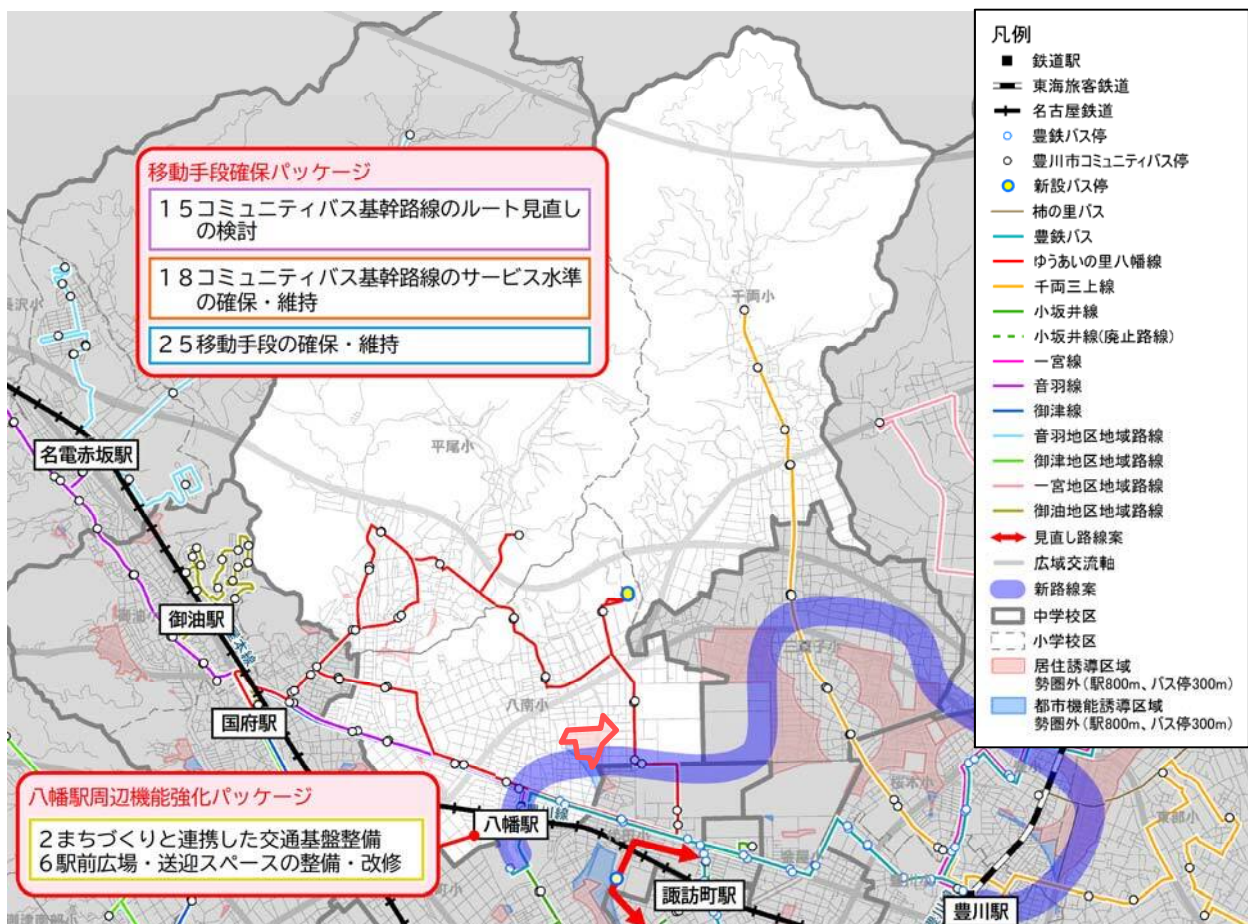 移動手段確保パッケージ
15コミュニティバス基幹路線のルート見直し
の検討
18コミュニティバス基幹路線のサービス水準
の確保・維持
25移動手段の確保・維持
千両小
平尾小
名電赤坂駅
御油駅
国府駅
八南小
三蔵子小
桜木小
東部小
八幡駅
諏訪町駅
豊川駅
八幡駅周辺機能強化パッケージ
2まちづくりと連携した交通基盤整備
6駅前広場・送迎スペースの整備・改修
凡例
鉄道駅
東海旅客鉄道
名古屋鉄道
豊鉄バス停
豊川市コミュニティバス停
新設バス停
柿の里バス
豊鉄バス
ゆうあいの里八幡線
千両三上線
小坂井線
小坂井線(廃止路線)
一宮線
音羽線
御津線
音羽地区地域路線
御津地区地域路線
一宮地区地域路線
御油地区地域路線
見直し路線案
広域交流軸
新路線案
中学校区
小学校区
居住誘導区域
勢圏外(駅800m、バス停300m)
都市機能誘導区域
勢圏外(駅800m、バス停300m)